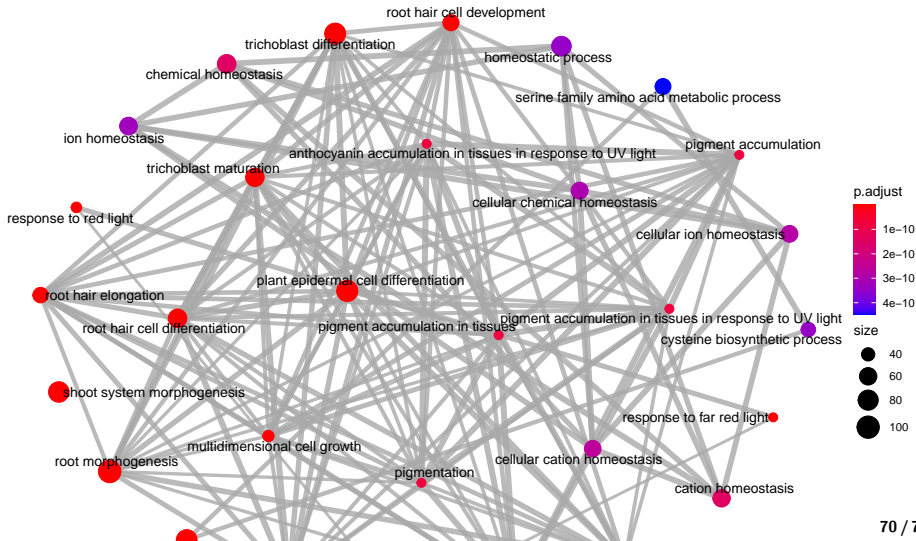 root hair cell development
trichoblast differentiation
homeostatic process
chemical homeostasis
serine family amino acid metabolic process
ion homeostasis
anthocyanin accumulation in tissues in response to UV light
pigment accumulation
trichoblast maturation
cellular chemical homeostasis
response to red light
cellular ion homeostasis
plant epidermal cell differentiation
root hair elongation
root hair cell differentiation
pigment accumulation in tissues
pigment accumulation in tissues in response to UV light
cysteine biosynthetic process
shoot system morphogenesis
response to far red light
multidimensional cell growth
root morphogenesis
pigmentation
cellular cation homeostasis
cation homeostasis
p.adjust
1e−10
2e−10
3e−10
4e−10
size
40
60
80
100
70 / 7